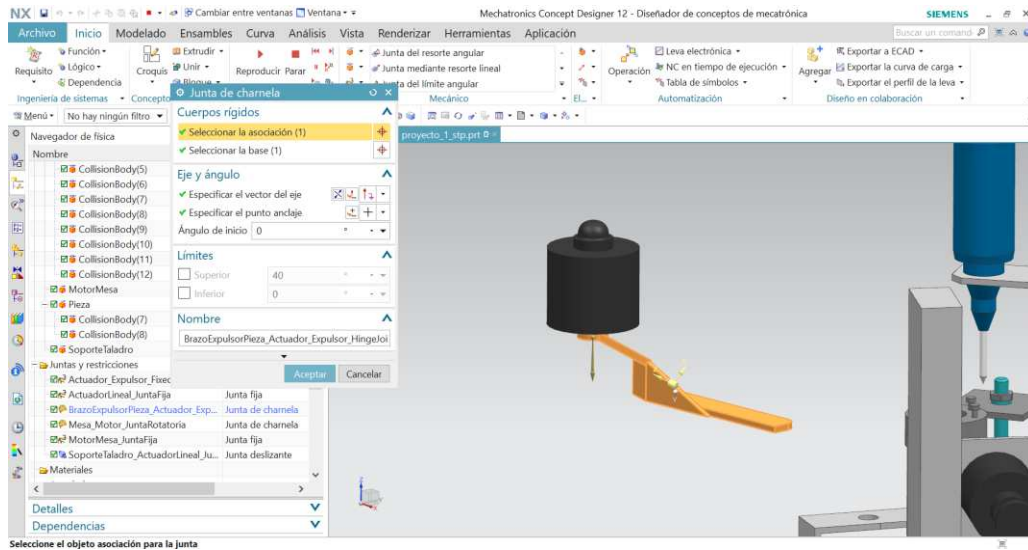 NX
Cambiar entre ventanas Ventana
Mechatronics Concept Designer 12 - Diseñador de conceptos de mecatrónica
SIEMENS
Archivo Inicio Modelado Ensambles Curva Análisis Vista Renderizar Herramientas Aplicación
Buscar un comand
Función
Lógico
Dependencia
Requisito
Croquis
Extrudir
Unir
Bloque
Reproducir Parar
Junta del resorte angular
Junta mediante resorte lineal
ta del límite angular
Operación
Leva electrónica
NC en tiempo de ejecución
Tabla de símbolos
Agregar
Exportar a ECAD
Exportar la curva de carga
Exportar el perfil de la leva
Ingeniería de sistemas
Concepto
Mecánico
El...
Automatización
Diseño en colaboración
Menú No hay ningún filtro
proyecto_1_stp.prt
Navegador de física
Nombre
CollisionBody(5)
CollisionBody(6)
CollisionBody(7)
CollisionBody(8)
CollisionBody(9)
CollisionBody(10)
CollisionBody(11)
CollisionBody(12)
MotorMesa
Pieza
CollisionBody(7)
CollisionBody(8)
SoporteTaladro
Juntas y restricciones
Actuador_Expulsor_Fixed
ActuadorLineal_JuntaFija Junta fija
BrazoExpulsorPieza_Actuador_Exp... Junta de charnela
Mesa_Motor_JuntaRotatoria Junta de charnela
MotorMesa_JuntaFija Junta fija
SoporteTaladro_ActuadorLineal_Ju... Junta deslizante
Materiales
Detalles
Dependencias
Junta de charnela
Cuerpos rígidos
Seleccionar la asociación (1)
Seleccionar la base (1)
Eje y ángulo
Especificar el vector del eje
Especificar el punto anclaje
Ángulo de inicio 0 °
Límites
Superior 40 °
Inferior 0 °
Nombre
BrazoExpulsorPieza_Actuador_Expulsor_HingeJoi
Aceptar Cancelar
Seleccione el objeto asociación para la junta